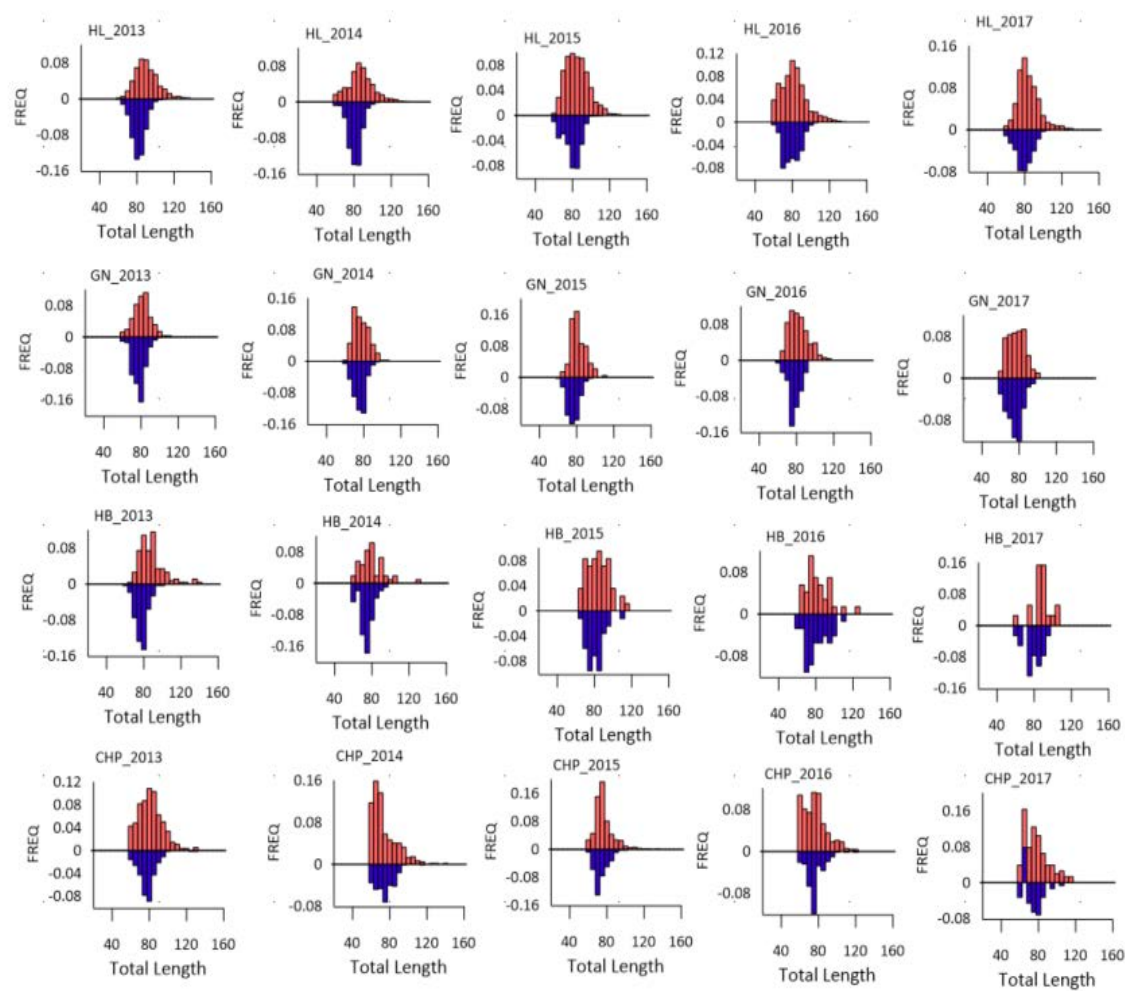 HL_2013
FREQ
0.08
0
-0.08
-0.16
40 80 120 160
Total Length
HL_2014
FREQ
0.08
0
-0.08
-0.16
40 80 120 160
Total Length
HL_2015
FREQ
0.08
0.04
0
-0.04
-0.08
40 80 120 160
Total Length
HL_2016
FREQ
0.12
0.08
0.04
0
-0.04
-0.08
40 80 120 160
Total Length
HL_2017
FREQ
0.16
0.08
0
-0.08
40 80 120 160
Total Length
GN_2013
FREQ
0.08
0
-0.08
-0.16
40 80 120 160
Total Length
GN_2014
FREQ
0.16
0.08
0
-0.08
-0.16
40 80 120 160
Total Length
GN_2015
FREQ
0.16
0.08
0
-0.08
40 80 120 160
Total Length
GN_2016
FREQ
0.08
0
-0.08
-0.16
40 80 120 160
Total Length
GN_2017
FREQ
0.08
0
-0.08
40 80 120 160
Total Length
HB_2013
FREQ
0.08
0
-0.08
-0.16
40 80 120 160
Total Length
HB_2014
FREQ
0.08
0
-0.08
-0.16
40 80 120 160
Total Length
HB_2015
FREQ
0.08
0.04
0
-0.04
-0.08
40 80 120 160
Total Length
HB_2016
FREQ
0.08
0
-0.08
40 80 120 160
Total Length
HB_2017
FREQ
0.16
0.08
0
-0.08
-0.16
40 80 120 160
Total Length
CHP_2013
FREQ
0.12
0.08
0.04
0
-0.04
-0.08
40 80 120 160
Total Length
CHP_2014
FREQ
0.16
0.08
0
-0.08
40 80 120 160
Total Length
CHP_2015
FREQ
0.16
0.08
0
-0.08
-0.16
40 80 120 160
Total Length
CHP_2016
FREQ
0.08
0
-0.08
40 80 120 160
Total Length
CHP_2017
FREQ
0.16
0.08
0
-0.08
40 80 120 160
Total Length